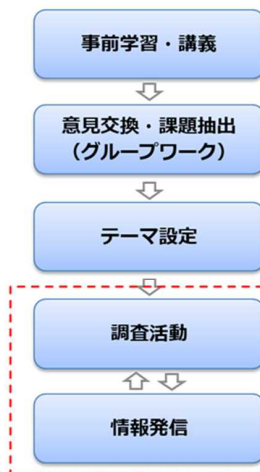 事前学習・講義
意見交換・課題抽出
（グループワーク）
テーマ設定
調査活動
情報発信